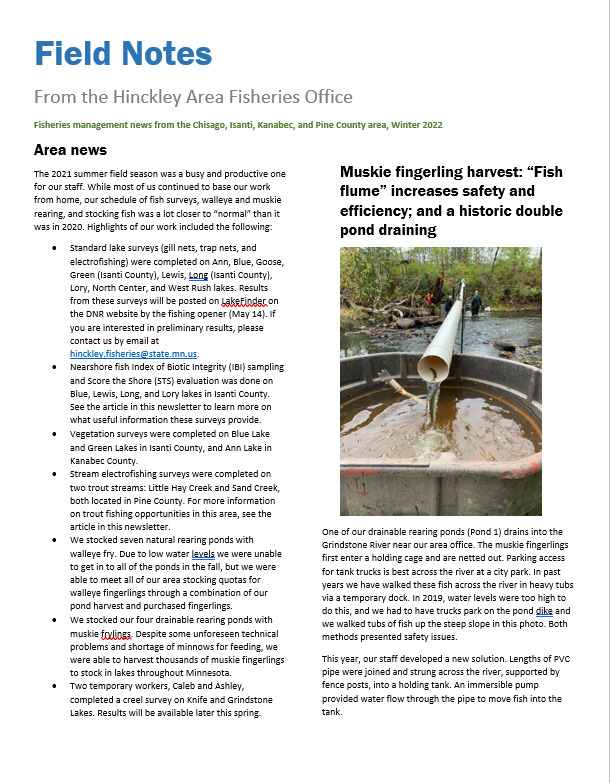 Field Notes
From the Hinckley Area Fisheries Office
Fisheries management news from the Chisago, Isanti, Kanabec, and Pine County area, Winter 2022
Area news
The 2021 summer field season was a busy and productive one
for our staff. While most of us continued to base our work
from home, our schedule of fish surveys, walleye and muskie
rearing, and stocking fish was a lot closer to “normal” than it
was in 2020. Highlights of our work included the following:
• Standard lake surveys (gill nets, trap nets, and
electrofishing) were completed on Ann, Blue, Goose,
Green (Isanti County), Lewis, Long (Isanti County),
Lory, North Center, and West Rush lakes. Results
from these surveys will be posted on LakeFinder on
the DNR website by the fishing opener (May 14). If
you are interested in preliminary results, please
contact us by email at
hinckley.fisheries@state.mn.us.
• Nearshore fish Index of Biotic Integrity (IBI) sampling
and Score the Shore (STS) evaluation was done on
Blue, Lewis, Long, and Lory lakes in Isanti County.
See the article in this newsletter to learn more on
what useful information these surveys provide.
• Vegetation surveys were completed on Blue Lake
and Green Lakes in Isanti County, and Ann Lake in
Kanabec County.
• Stream electrofishing surveys were completed on
two trout streams: Little Hay Creek and Sand Creek,
both located in Pine County. For more information
on trout fishing opportunities in this area, see the
article in this newsletter.
• We stocked seven natural rearing ponds with
walleye fry. Due to low water levels we were unable
to get in to all of the ponds in the fall, but we were
able to meet all of our area stocking quotas for
walleye fingerlings through a combination of our
pond harvest and purchased fingerlings.
• We stocked our four drainable rearing ponds with
muskie frylings. Despite some unforeseen technical
problems and shortage of minnows for feeding, we
were able to harvest thousands of muskie fingerlings
to stock in lakes throughout Minnesota.
• Two temporary workers, Caleb and Ashley,
completed a creel survey on Knife and Grindstone
Lakes. Results will be available later this spring.
Muskie fingerling harvest: “Fish
flume” increases safety and
efficiency; and a historic double
pond draining
One of our drainable rearing ponds (Pond 1) drains into the
Grindstone River near our area office. The muskie fingerlings
first enter a holding cage and are netted out. Parking access
for tank trucks is best across the river at a city park. In past
years we have walked these fish across the river in heavy tubs
via a temporary dock. In 2019, water levels were too high to
do this, and we had to have trucks park on the pond dike and
we walked tubs of fish up the steep slope in this photo. Both
methods presented safety issues.
This year, our staff developed a new solution. Lengths of PVC
pipe were joined and strung across the river, supported by
fence posts, into a holding tank. An immersible pump
provided water flow through the pipe to move fish into the
tank.